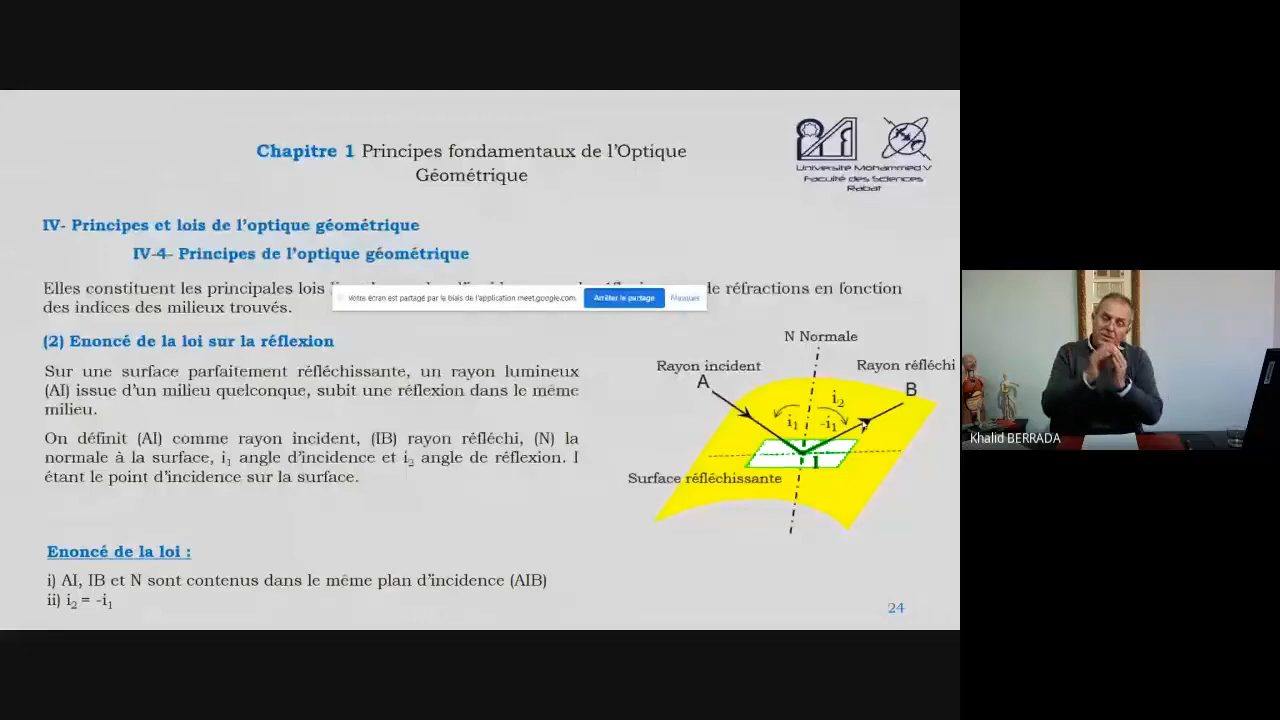 Chapitre 1 Principes fondamentaux de l'Optique
Géométrique
Université Mohammed V
Faculté des Sciences
Rabat
IV- Principes et lois de l'optique géométrique
IV-4- Principes de l'optique géométrique
Elles constituent les principales lois de réfractions en fonction
des indices des milieux trouvés.
Votre écran est partagé par le biais de l'application meet.google.com.
Arrêter le partage
Masquer
(2) Enoncé de la loi sur la réflexion
Sur une surface parfaitement réfléchissante, un rayon lumineux
(AI) issue d'un milieu quelconque, subit une réflexion dans le même
milieu.
On définit (AI) comme rayon incident, (IB) rayon réfléchi, (N) la
normale à la surface, i₁ angle d'incidence et i₂ angle de réflexion. I
étant le point d'incidence sur la surface.
N Normale
Rayon incident
Rayon réfléchi
A
B
i₂
i₁
-i₁
I
Surface réfléchissante
Enoncé de la loi :
i) AI, IB et N sont contenus dans le même plan d'incidence (AIB)
ii) i₂ = -i₁
24
Khalid BERRADA